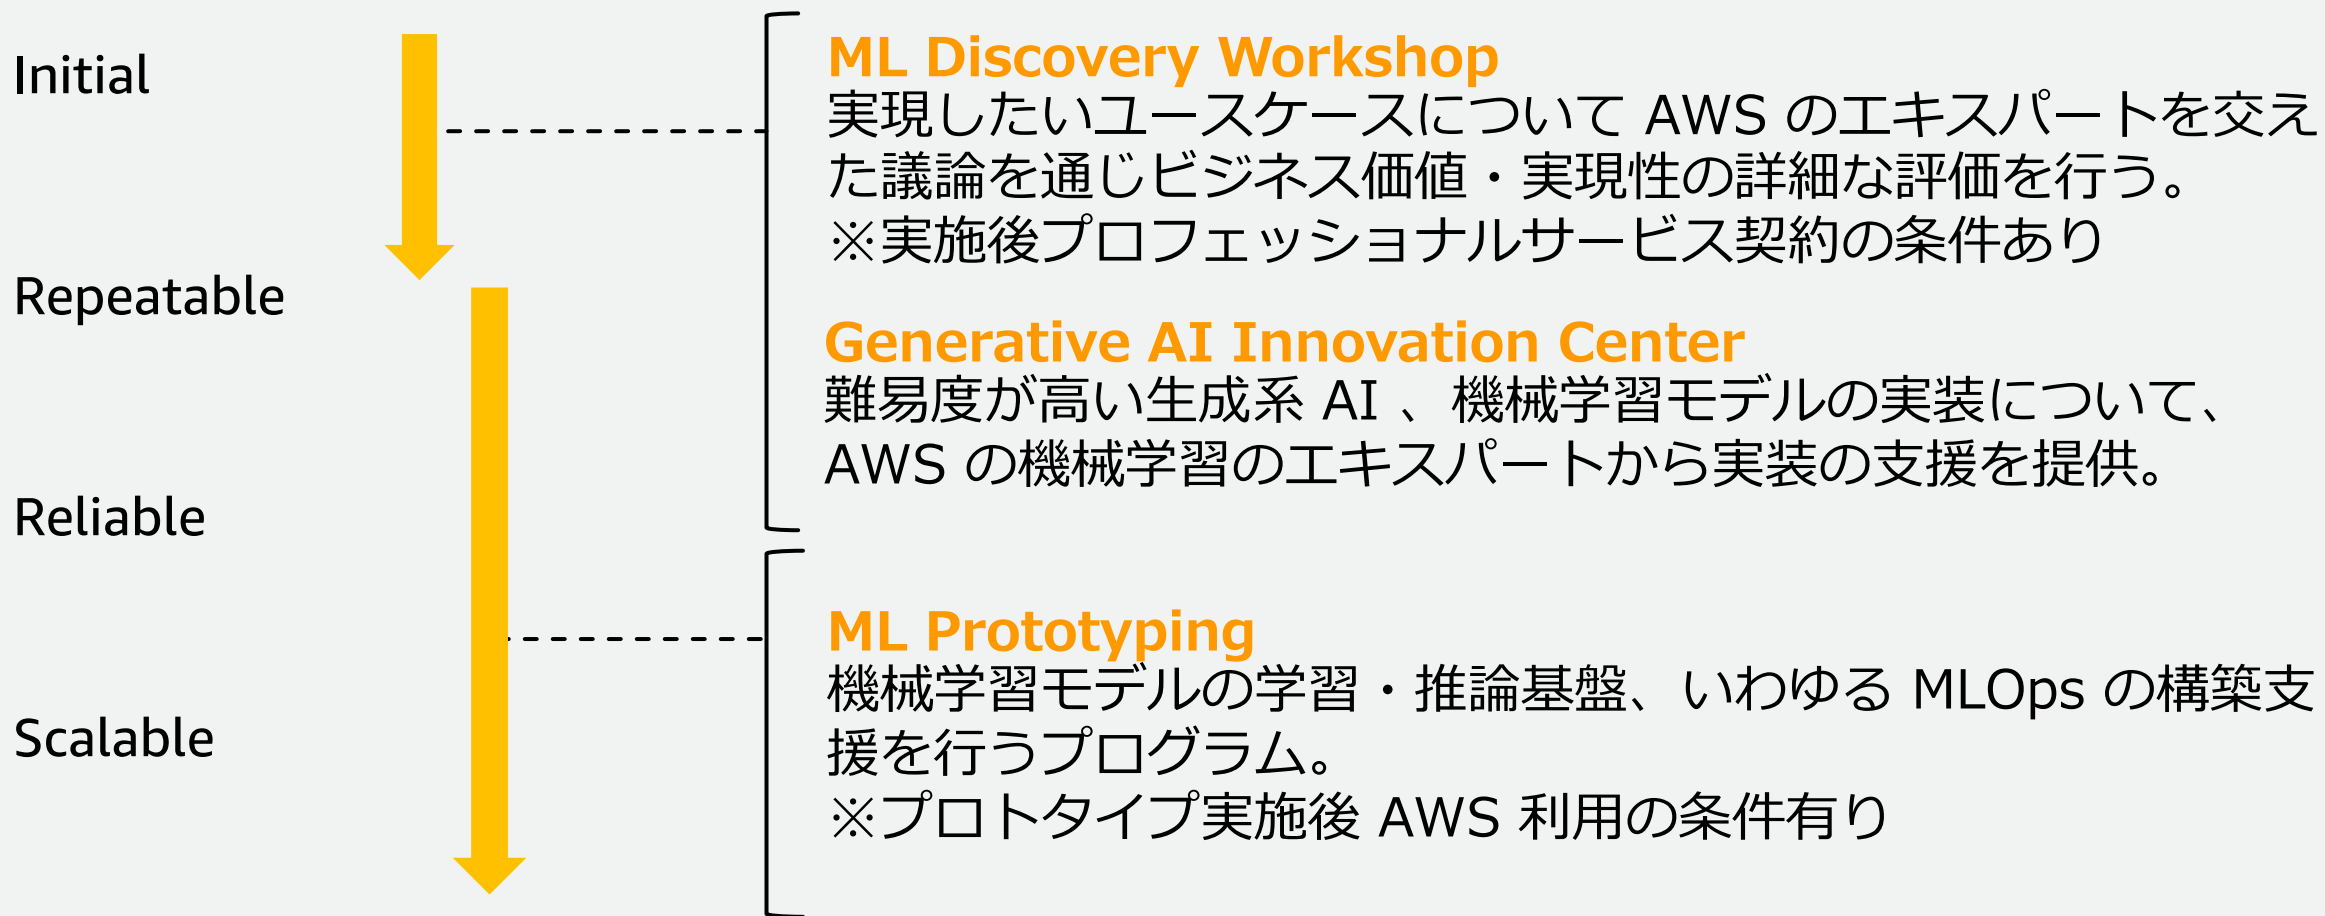 Initial
Repeatable
Reliable
Scalable
ML Discovery Workshop
実現したいユースケースについて AWS のエキスパートを交え
た議論を通じビジネス価値・実現性の詳細な評価を行う。
※実施後プロフェッショナルサービス契約の条件あり
Generative AI Innovation Center
難易度が高い生成系 AI 、機械学習モデルの実装について、
AWS の機械学習のエキスパートから実装の支援を提供。
ML Prototyping
機械学習モデルの学習・推論基盤、いわゆる MLOps の構築支
援を行うプログラム。
※プロトタイプ実施後 AWS 利用の条件有り